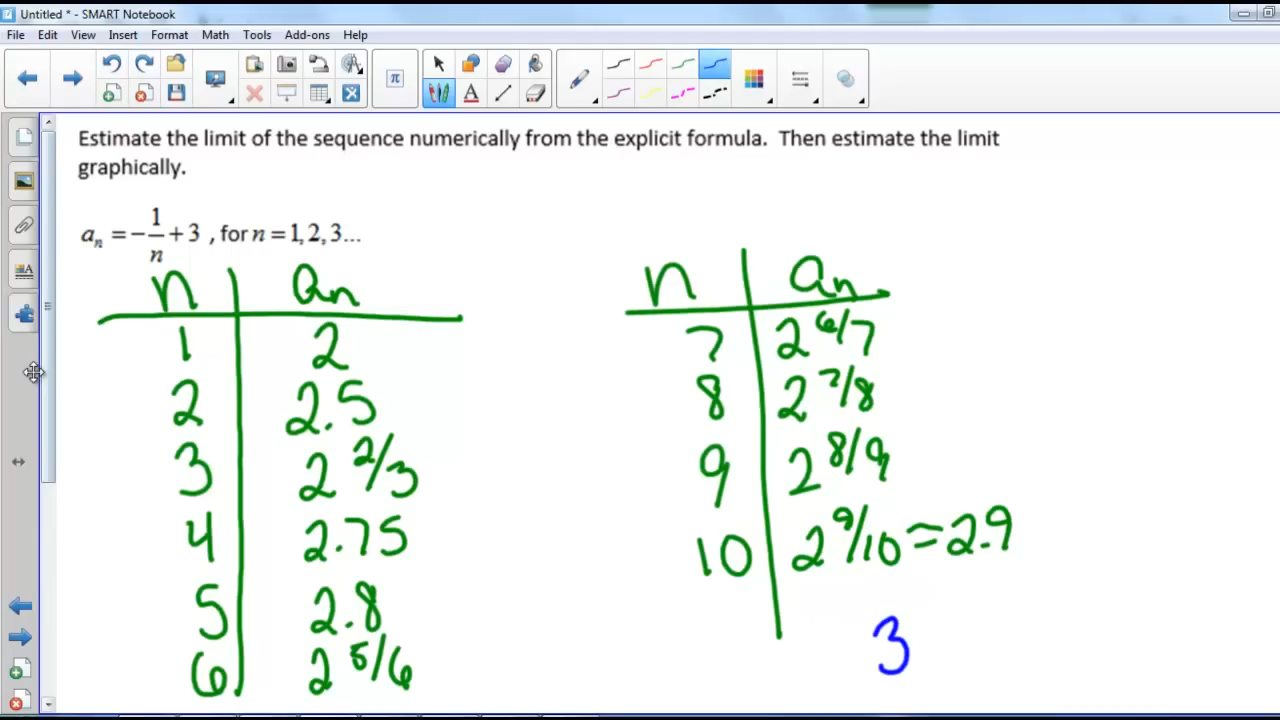 Untitled * - SMART Notebook
File Edit View Insert Format Math Tools Add-ons Help
π
A
Estimate the limit of the sequence numerically from the explicit formula. Then estimate the limit
graphically.
aₙ = -1/n + 3 , for n = 1, 2, 3...
n aₙ
1 2
2 2.5
3 2 2/3
4 2.75
5 2.8
6 2 5/6
n aₙ
7 2 6/7
8 2 7/8
9 2 8/9
10 2 9/10 = 2.9
3